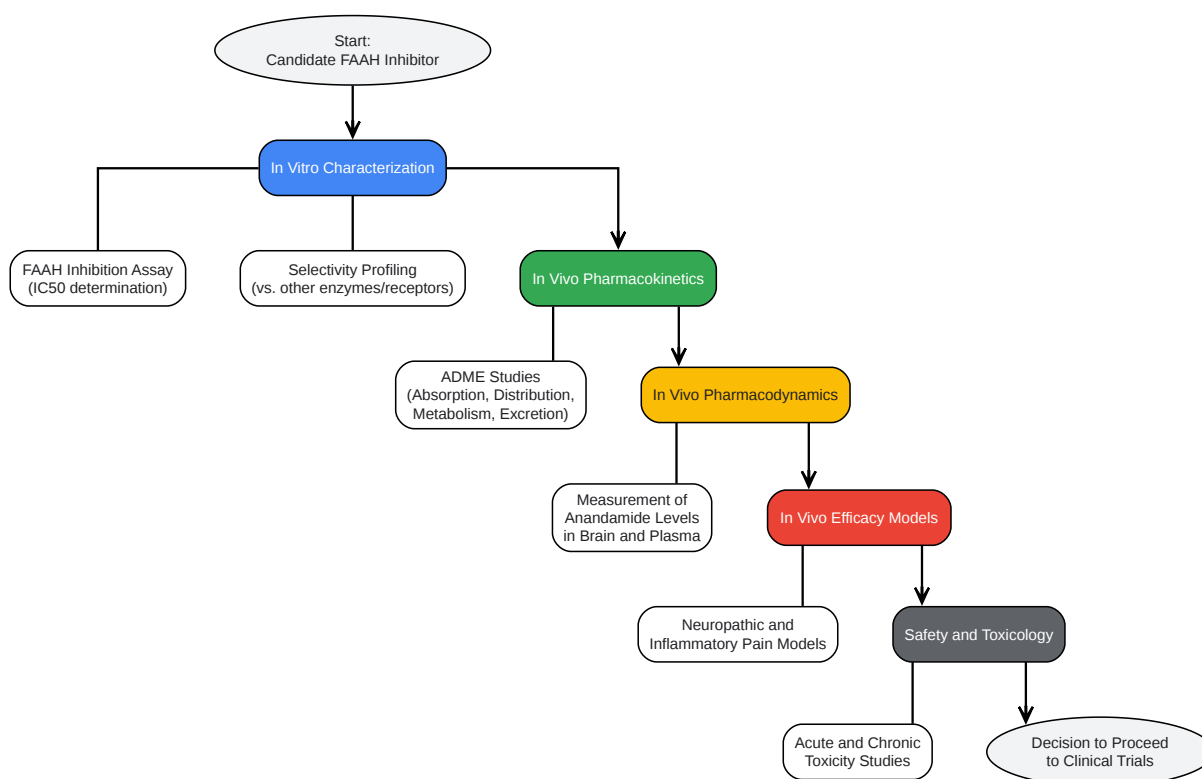 Start:
Candidate FAAH Inhibitor
In Vitro Characterization
FAAH Inhibition Assay
(IC50 determination)
Selectivity Profiling
(vs. other enzymes/receptors)
In Vivo Pharmacokinetics
ADME Studies
(Absorption, Distribution,
Metabolism, Excretion)
In Vivo Pharmacodynamics
Measurement of
Anandamide Levels
in Brain and Plasma
In Vivo Efficacy Models
Neuropathic and
Inflammatory Pain Models
Safety and Toxicology
Acute and Chronic
Toxicity Studies
Decision to Proceed
to Clinical Trials